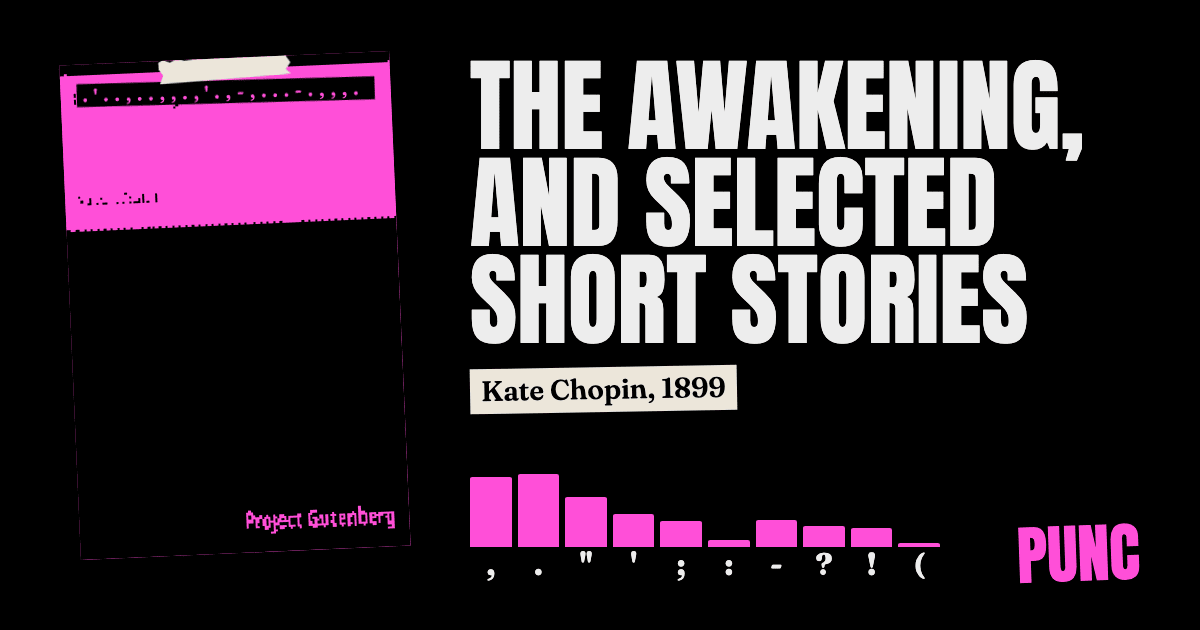 .'..,..,,.,'.,-,...-.,,,.
Project Gutenberg
THE AWAKENING,
AND SELECTED
SHORT STORIES
Kate Chopin, 1899
, . " ' ; : - ? ! (
PUNC